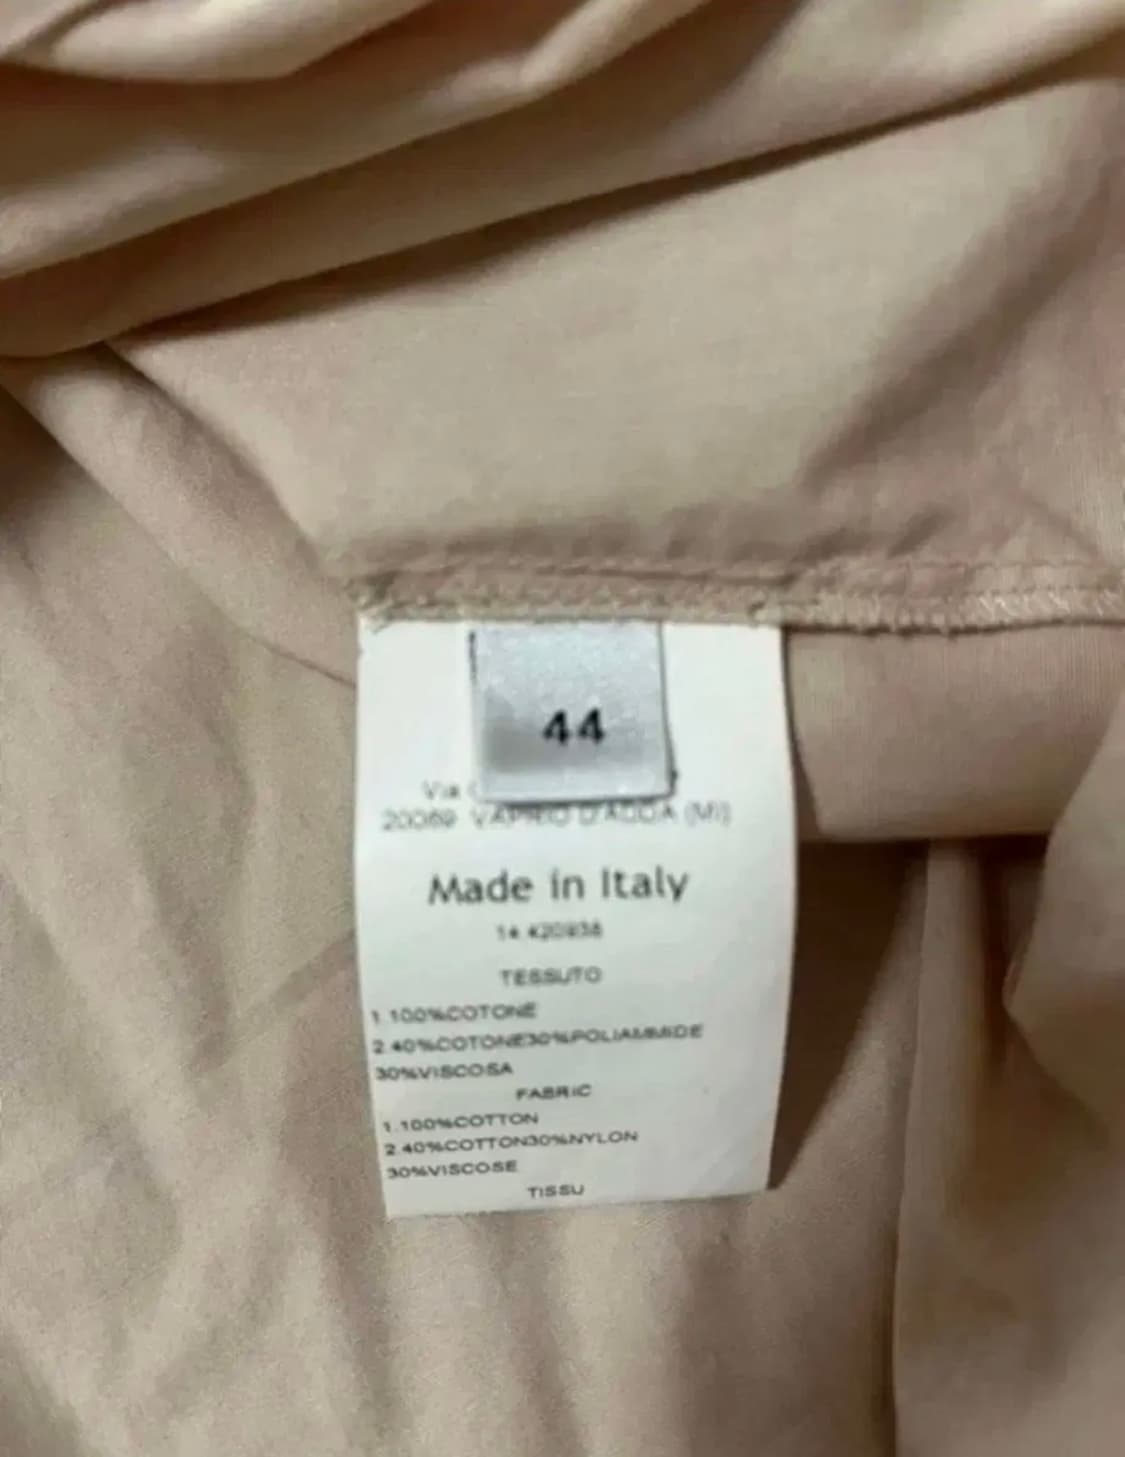 44
Via
20069 VAPRIO D'ADDA (MI)
Made in Italy
TESSUTO
1.100%COTONE
2.40%COTONE30%POLIAMMIDE
30%VISCOSA
FABRIC
1.100%COTTON
2.40%COTTON30%NYLON
30%VISCOSE
TISSU